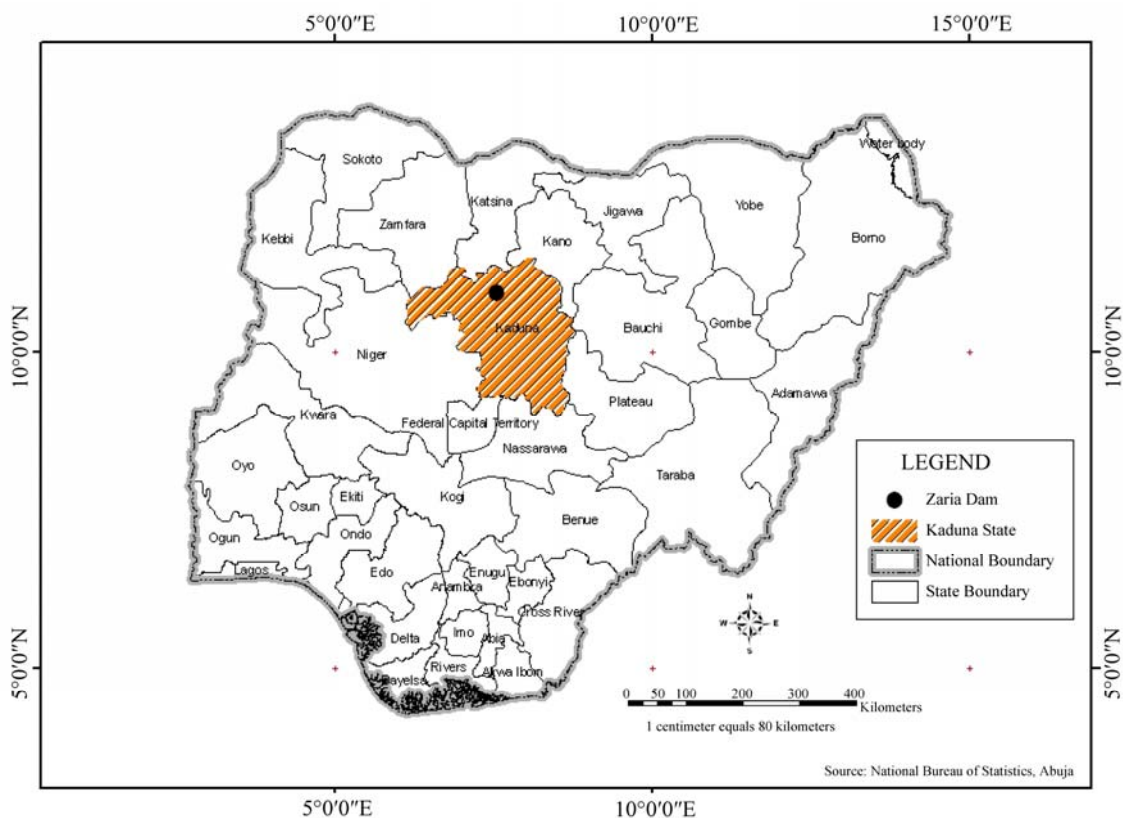 5°0'0"E 10°0'0"E 15°0'0"E
Water body
Sokoto
Katsina
Zamfara
Jigawa
Yobe
Kebbi
Kano
Borno
10°0'0"N
Kaduna
Bauchi
Gombe
10°0'0"N
Niger
Adamawa
Plateau
Kwara
Federal Capital Territory
Nassarawa
Oyo
Kogi
Taraba
Osun
Ekiti
Benue
Ogun
Ondo
Lagos
Edo
Enugu
Anambra
Ebonyi
Cross River
Delta
Imo
Abia
Rivers
Akwa Ibom
Bayelsa
5°0'0"N
5°0'0"N
LEGEND
Zaria Dam
Kaduna State
National Boundary
State Boundary
N
W E
S
0 50 100 200 300 400
Kilometers
1 centimeter equals 80 kilometers
Source: National Bureau of Statistics, Abuja
5°0'0"E 10°0'0"E